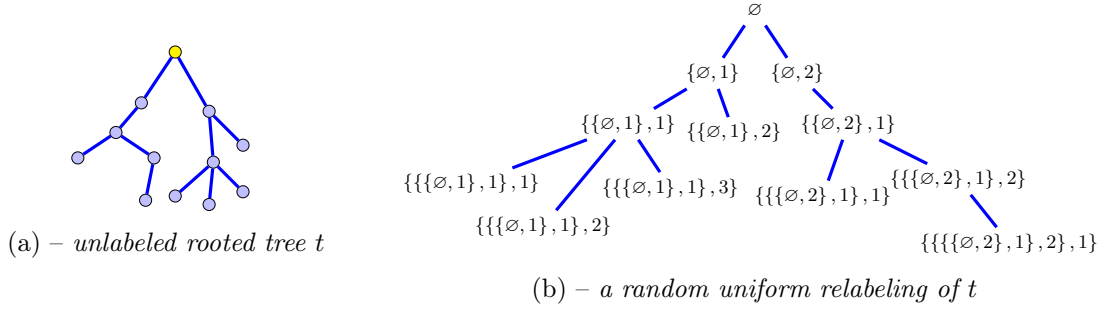 ∅
{∅, 1} {∅, 2}
{{∅, 1} , 1} {{∅, 1} , 2} {{∅, 2} , 1}
{{{∅, 1} , 1} , 1} {{{∅, 1} , 1} , 3} {{{∅, 2} , 1} , 1} {{{∅, 2} , 1} , 2}
{{{∅, 1} , 1} , 2}
{{{{∅, 2} , 1} , 2} , 1}
(a) – unlabeled rooted tree t
(b) – a random uniform relabeling of t